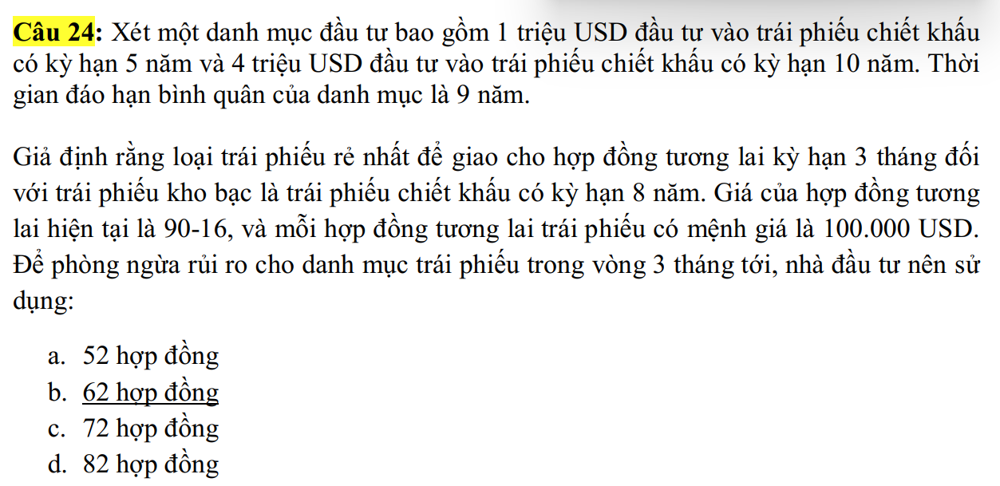 Câu 24: Xét một danh mục đầu tư bao gồm 1 triệu USD đầu tư vào trái phiếu chiết khấu
có kỳ hạn 5 năm và 4 triệu USD đầu tư vào trái phiếu chiết khấu có kỳ hạn 10 năm. Thời
gian đáo hạn bình quân của danh mục là 9 năm.
Giả định rằng loại trái phiếu rẻ nhất để giao cho hợp đồng tương lai kỳ hạn 3 tháng đối
với trái phiếu kho bạc là trái phiếu chiết khấu có kỳ hạn 8 năm. Giá của hợp đồng tương
lai hiện tại là 90-16, và mỗi hợp đồng tương lai trái phiếu có mệnh giá là 100.000 USD.
Để phòng ngừa rủi ro cho danh mục trái phiếu trong vòng 3 tháng tới, nhà đầu tư nên sử
dụng:
a. 52 hợp đồng
b. 62 hợp đồng
c. 72 hợp đồng
d. 82 hợp đồng